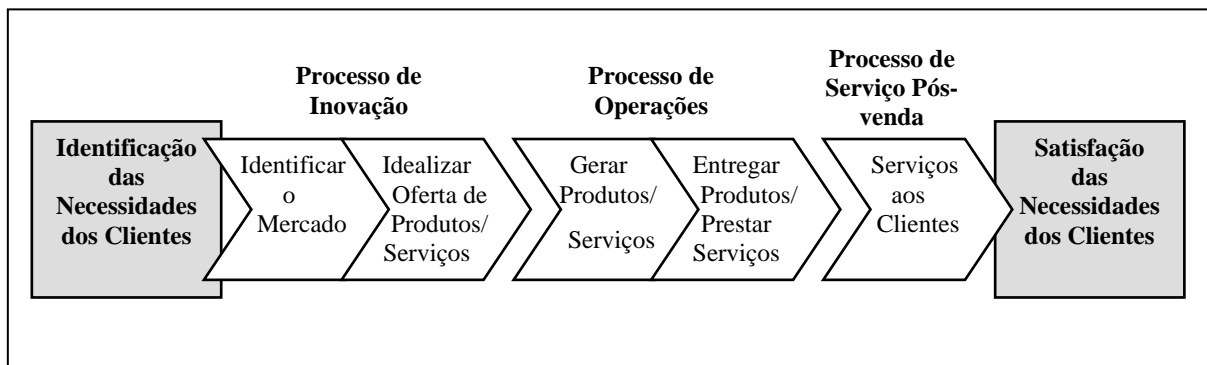 Processo de
Inovação
Processo de
Operações
Processo de
Serviço Pós-
venda
Identificação
das
Necessidades
dos Clientes
Identificar
o
Mercado
Idealizar
Oferta de
Produtos/
Serviços
Gerar
Produtos/
Serviços
Entregar
Produtos/
Prestar
Serviços
Serviços
aos
Clientes
Satisfação
das
Necessidades
dos Clientes